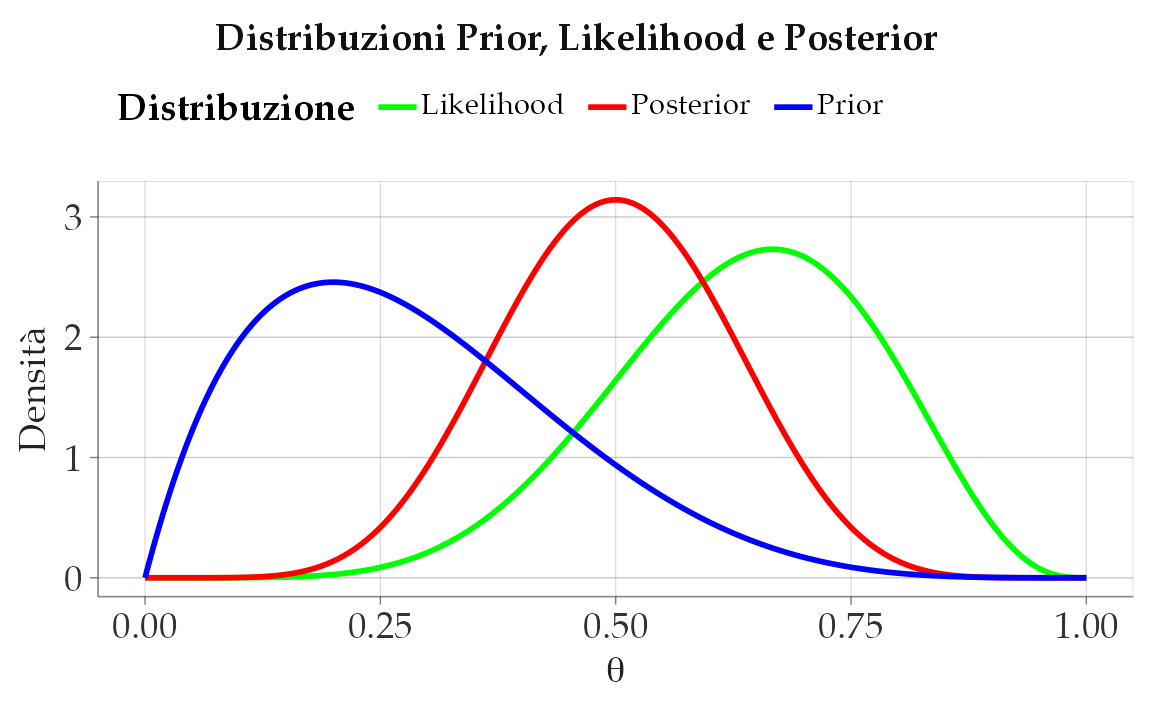 Distribuzioni Prior, Likelihood e Posterior
Distribuzione Likelihood Posterior Prior
3
2
1
0
Densità
0.00 0.25 0.50 0.75 1.00
θ